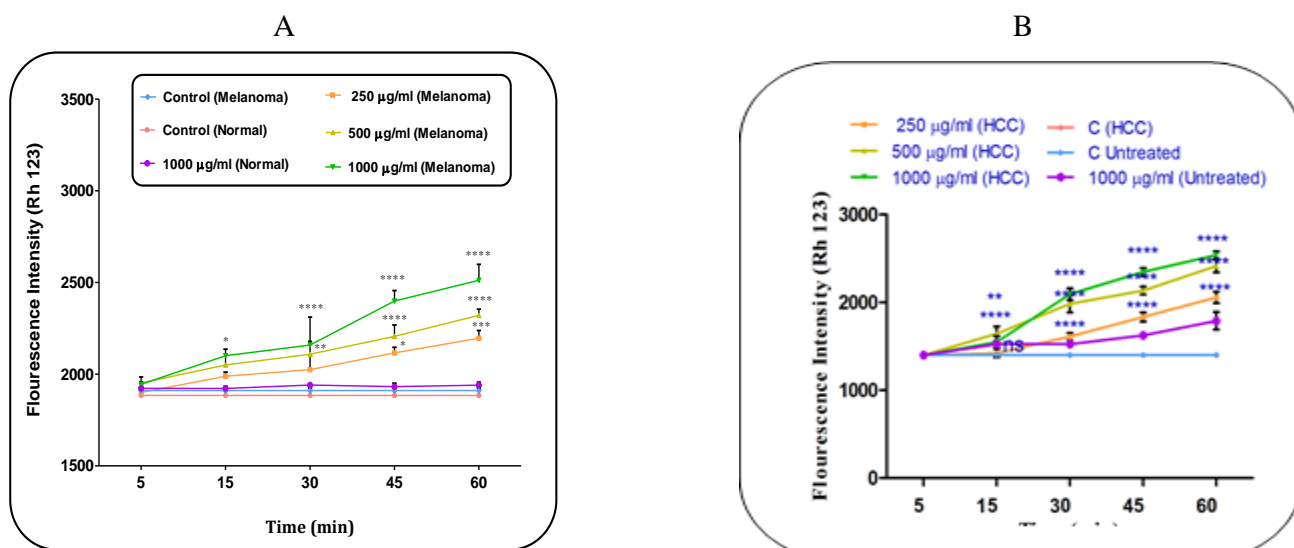 A
B
Flourescence Intensity (Rh 123)
3500
3000
2500
2000
1500
Control (Melanoma)
Control (Normal)
1000 µg/ml (Normal)
250 µg/ml (Melanoma)
500 µg/ml (Melanoma)
1000 µg/ml (Melanoma)
*
****
**
****
****
*
****
****
***
5 15 30 45 60
Time (min)
Flourescence Intensity (Rh 123)
250 µg/ml (HCC)
500 µg/ml (HCC)
1000 µg/ml (HCC)
C (HCC)
C Untreated
1000 µg/ml (Untreated)
3000
2000
1000
0
**
****
ns
****
****
****
****
****
****
****
****
****
5 15 30 45 60